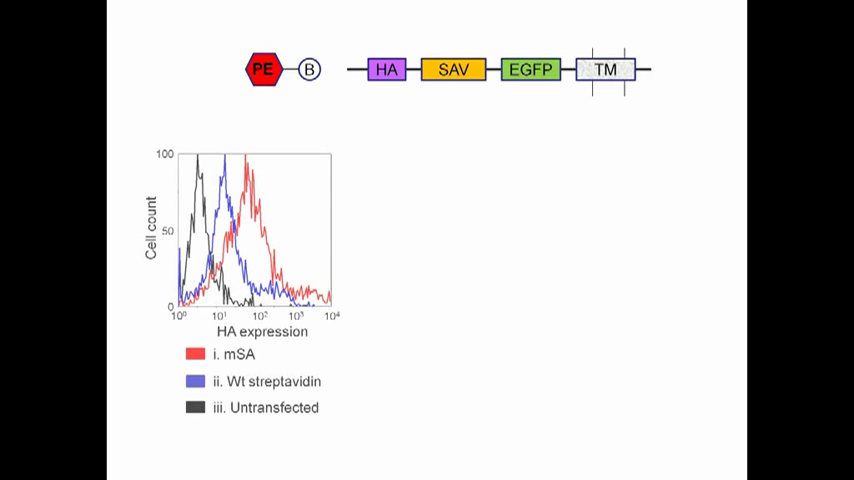 PE B HA SAV EGFP TM
100
50
0
Cell count
10⁰ 10¹ 10² 10³ 10⁴
HA expression
i. mSA
ii. Wt streptavidin
iii. Untransfected